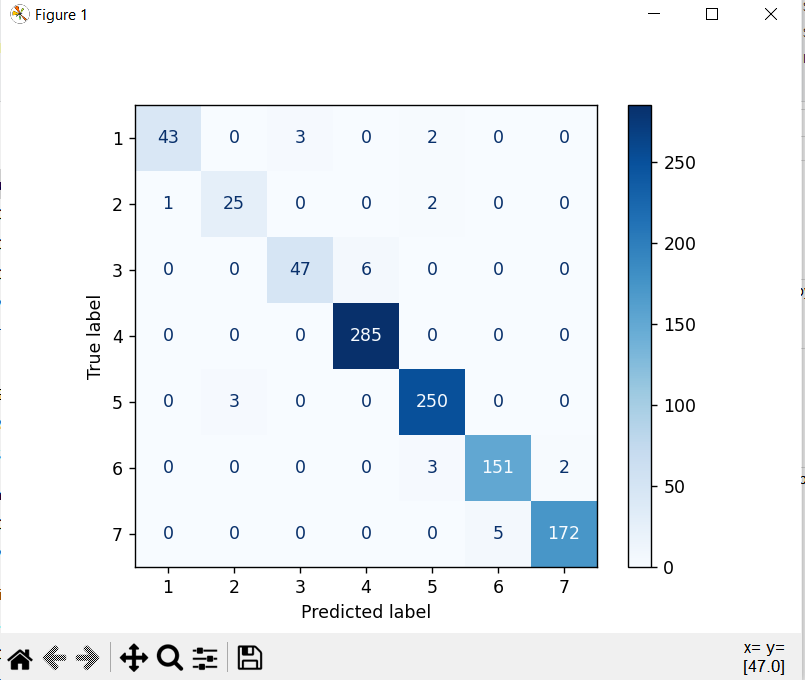 Figure 1
1 43 0 3 0 2 0 0
2 1 25 0 0 2 0 0
3 0 0 47 6 0 0 0
4 0 0 0 285 0 0 0
5 0 3 0 0 250 0 0
6 0 0 0 0 3 151 2
7 0 0 0 0 0 5 172
1 2 3 4 5 6 7
True label
Predicted label
250
200
150
100
50
0
x= y=
[47.0]